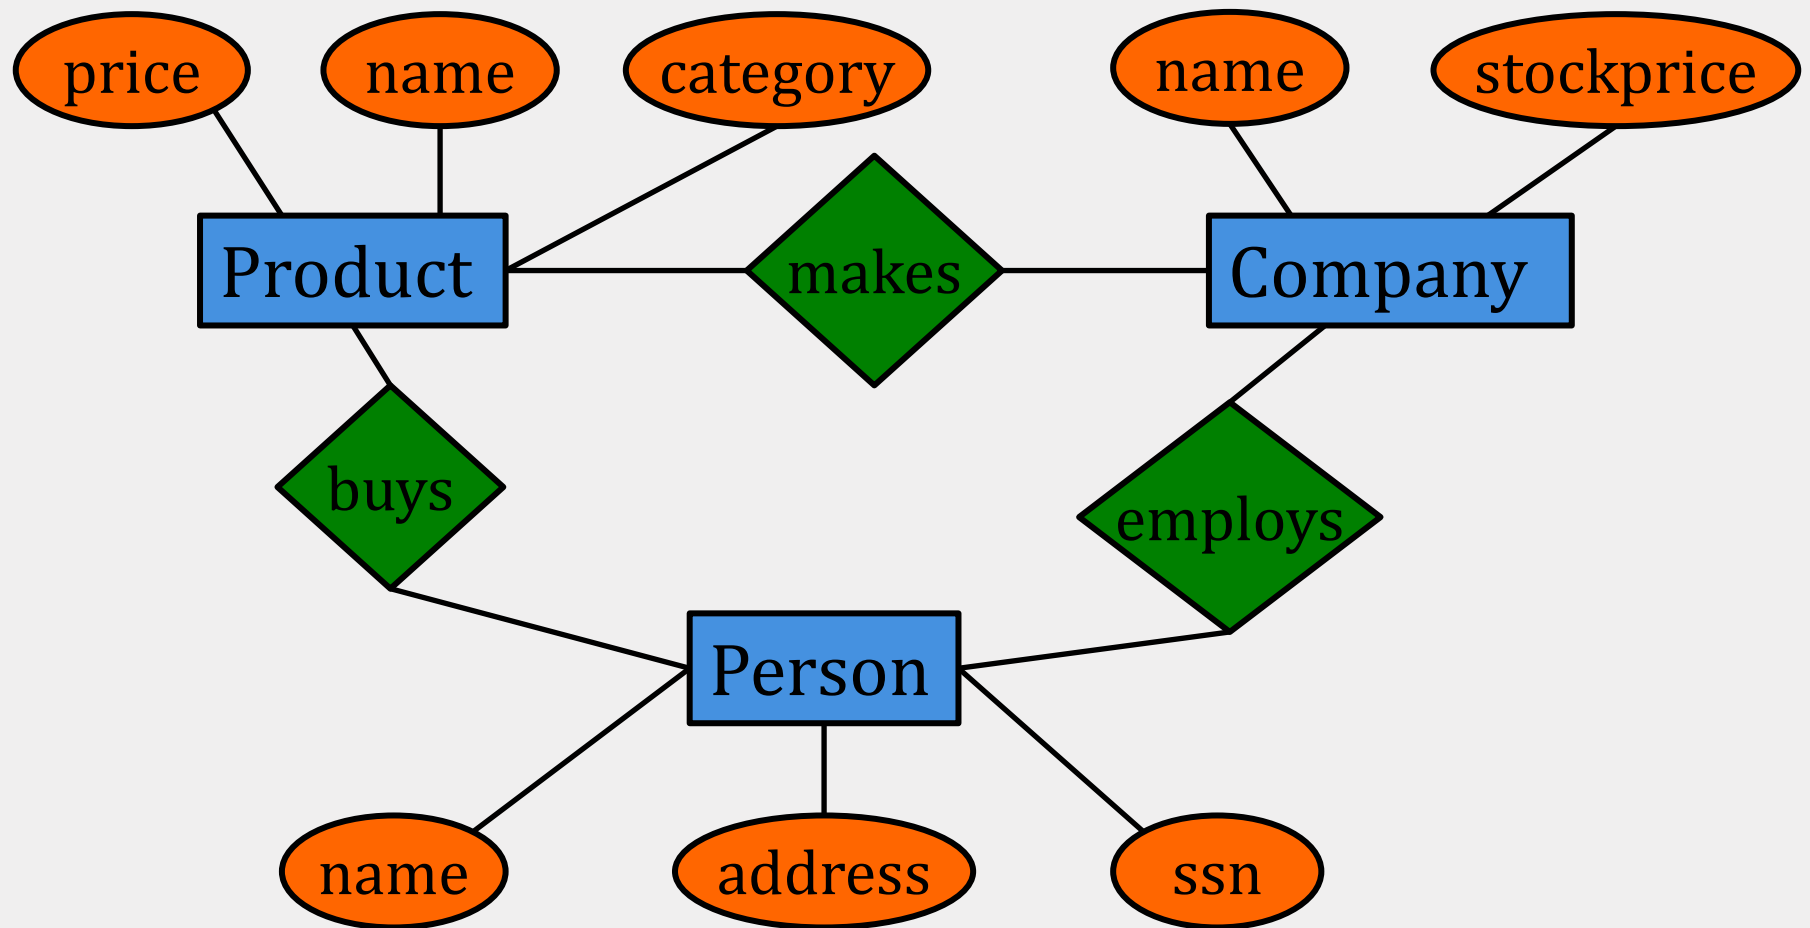 price
name
category
name
stockprice
Product
makes
Company
buys
employs
Person
name
address
ssn